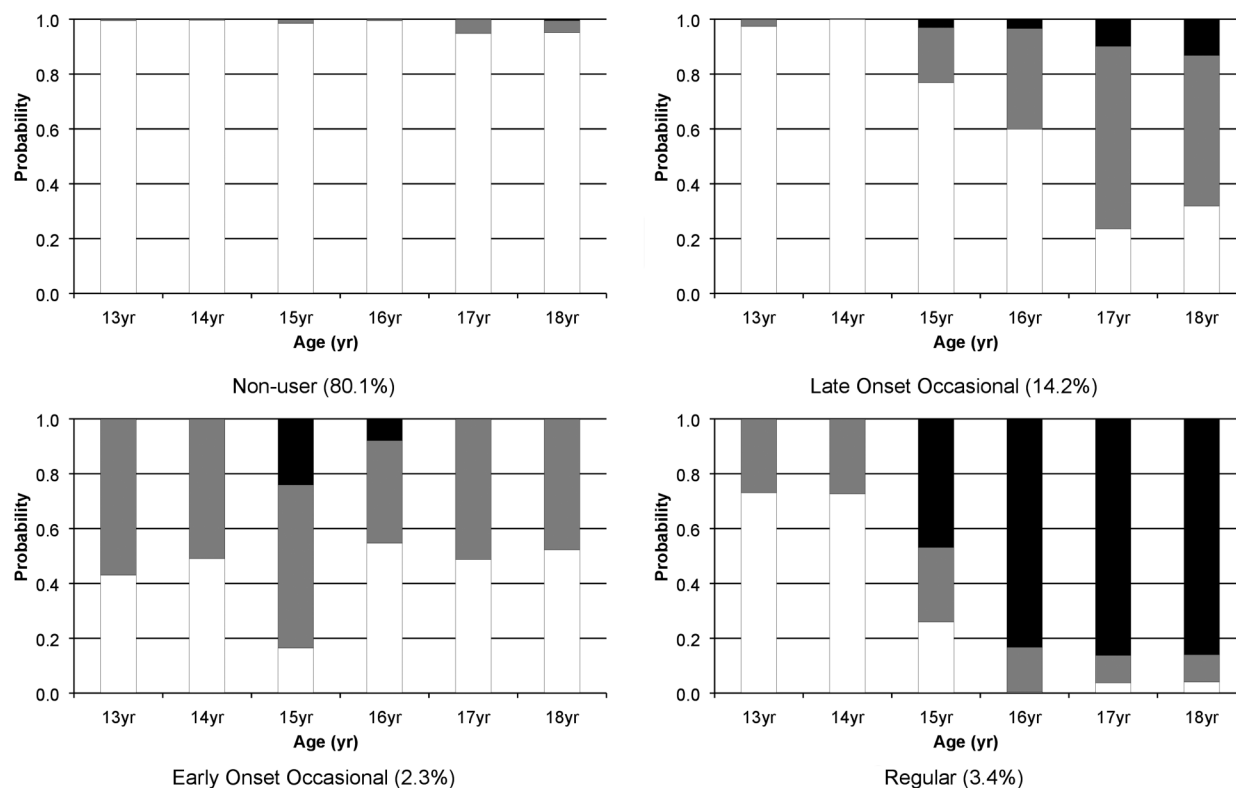 1.0
0.8
0.6
0.4
0.2
0.0
Probability
13yr 14yr 15yr 16yr 17yr 18yr
Age (yr)
Non-user (80.1%)
1.0
0.8
0.6
0.4
0.2
0.0
Probability
13yr 14yr 15yr 16yr 17yr 18yr
Age (yr)
Late Onset Occasional (14.2%)
1.0
0.8
0.6
0.4
0.2
0.0
Probability
13yr 14yr 15yr 16yr 17yr 18yr
Age (yr)
Early Onset Occasional (2.3%)
1.0
0.8
0.6
0.4
0.2
0.0
Probability
13yr 14yr 15yr 16yr 17yr 18yr
Age (yr)
Regular (3.4%)